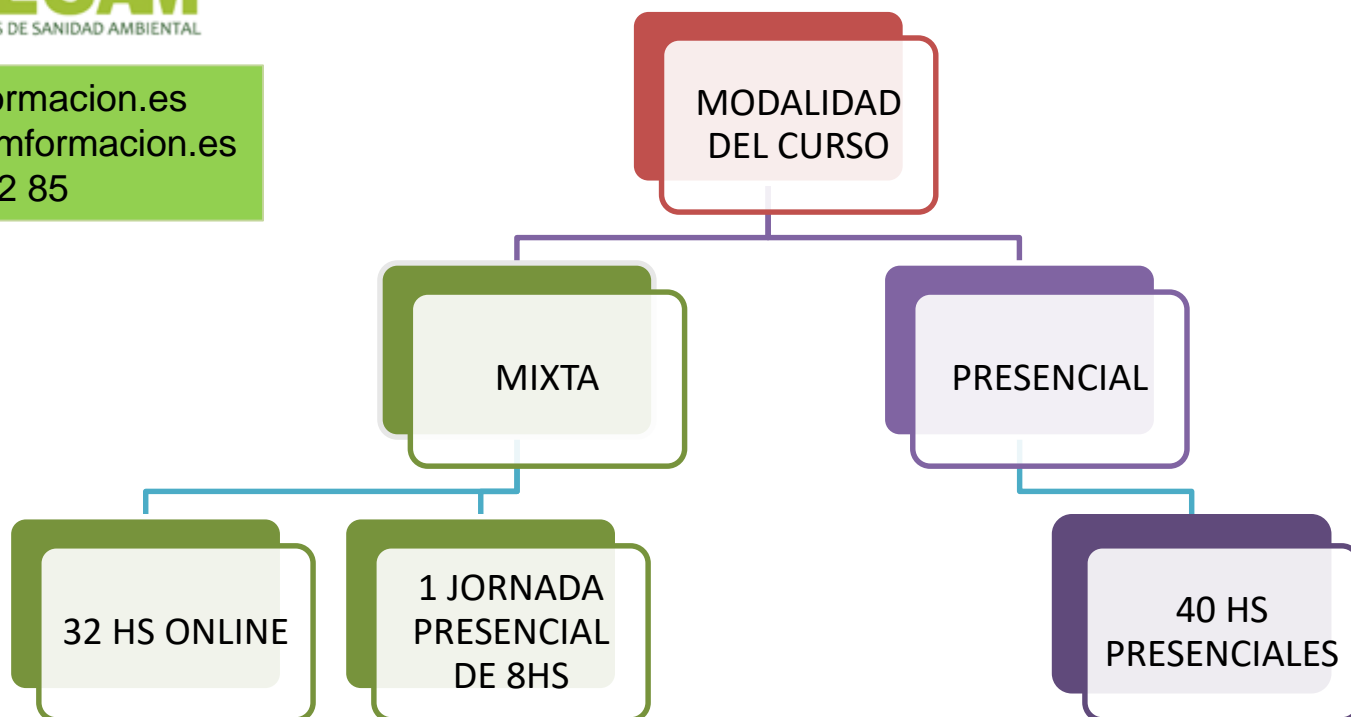 DE SANIDAD AMBIENTAL
ormacion.es
mformacion.es
2 85
MODALIDAD
DEL CURSO
MIXTA
PRESENCIAL
32 HS ONLINE
1 JORNADA
PRESENCIAL
DE 8HS
40 HS
PRESENCIALES